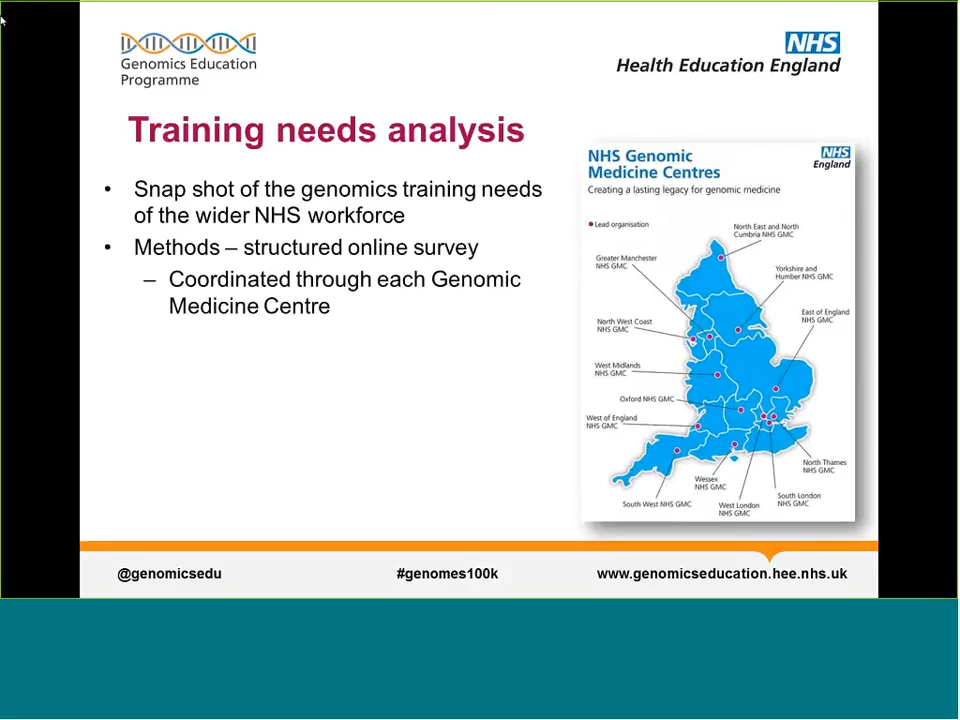 Genomics Education
Programme
NHS
Health Education England
Training needs analysis
• Snap shot of the genomics training needs
of the wider NHS workforce
• Methods – structured online survey
– Coordinated through each Genomic
Medicine Centre
NHS Genomic
Medicine Centres
NHS
England
Creating a lasting legacy for genomic medicine
Lead organisation
North East and North
Cumbria NHS GMC
Greater Manchester
NHS GMC
Yorkshire and
Humber NHS GMC
North West Coast
NHS GMC
East of England
NHS GMC
West Midlands
NHS GMC
Oxford NHS GMC
West of England
NHS GMC
North Thames
NHS GMC
Wessex
NHS GMC
South London
NHS GMC
South West NHS GMC
West London
NHS GMC
@genomicsedu
#genomes100k
www.genomicseducation.hee.nhs.uk